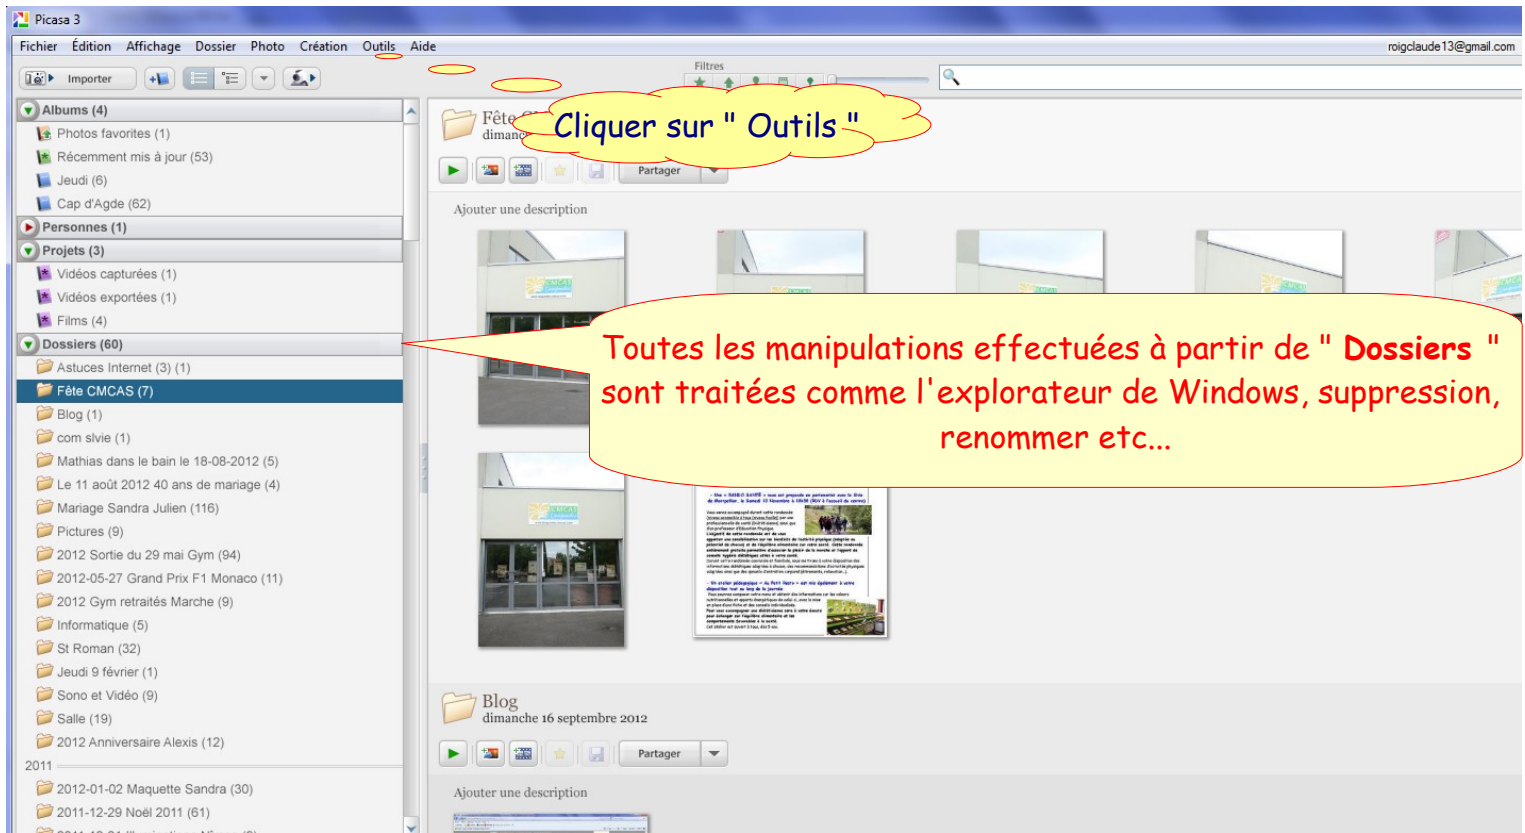 Picasa 3
Fichier Édition Affichage Dossier Photo Création Outils Aide
roigclaude13@gmail.com
Importer
Filtres
Albums (4)
Photos favorites (1)
Récemment mis à jour (53)
Jeudi (6)
Cap d'Agde (62)
Personnes (1)
Projets (3)
Vidéos capturées (1)
Vidéos exportées (1)
Films (4)
Dossiers (60)
Astuces Internet (3) (1)
Fête CMCAS (7)
Blog (1)
com slvie (1)
Mathias dans le bain le 18-08-2012 (5)
Le 11 août 2012 40 ans de mariage (4)
Mariage Sandra Julien (116)
Pictures (9)
2012 Sortie du 29 mai Gym (94)
2012-05-27 Grand Prix F1 Monaco (11)
2012 Gym retraités Marche (9)
Informatique (5)
St Roman (32)
Jeudi 9 février (1)
Sono et Vidéo (9)
Salle (19)
2012 Anniversaire Alexis (12)
2011
2012-01-02 Maquette Sandra (30)
2011-12-29 Noël 2011 (61)
Fête
Cliquer sur " Outils "
Partager
Ajouter une description
CMCAS
Toutes les manipulations effectuées à partir de " Dossiers "
sont traitées comme l'explorateur de Windows, suppression,
renommer etc...
Blog
dimanche 16 septembre 2012
Partager
Ajouter une description